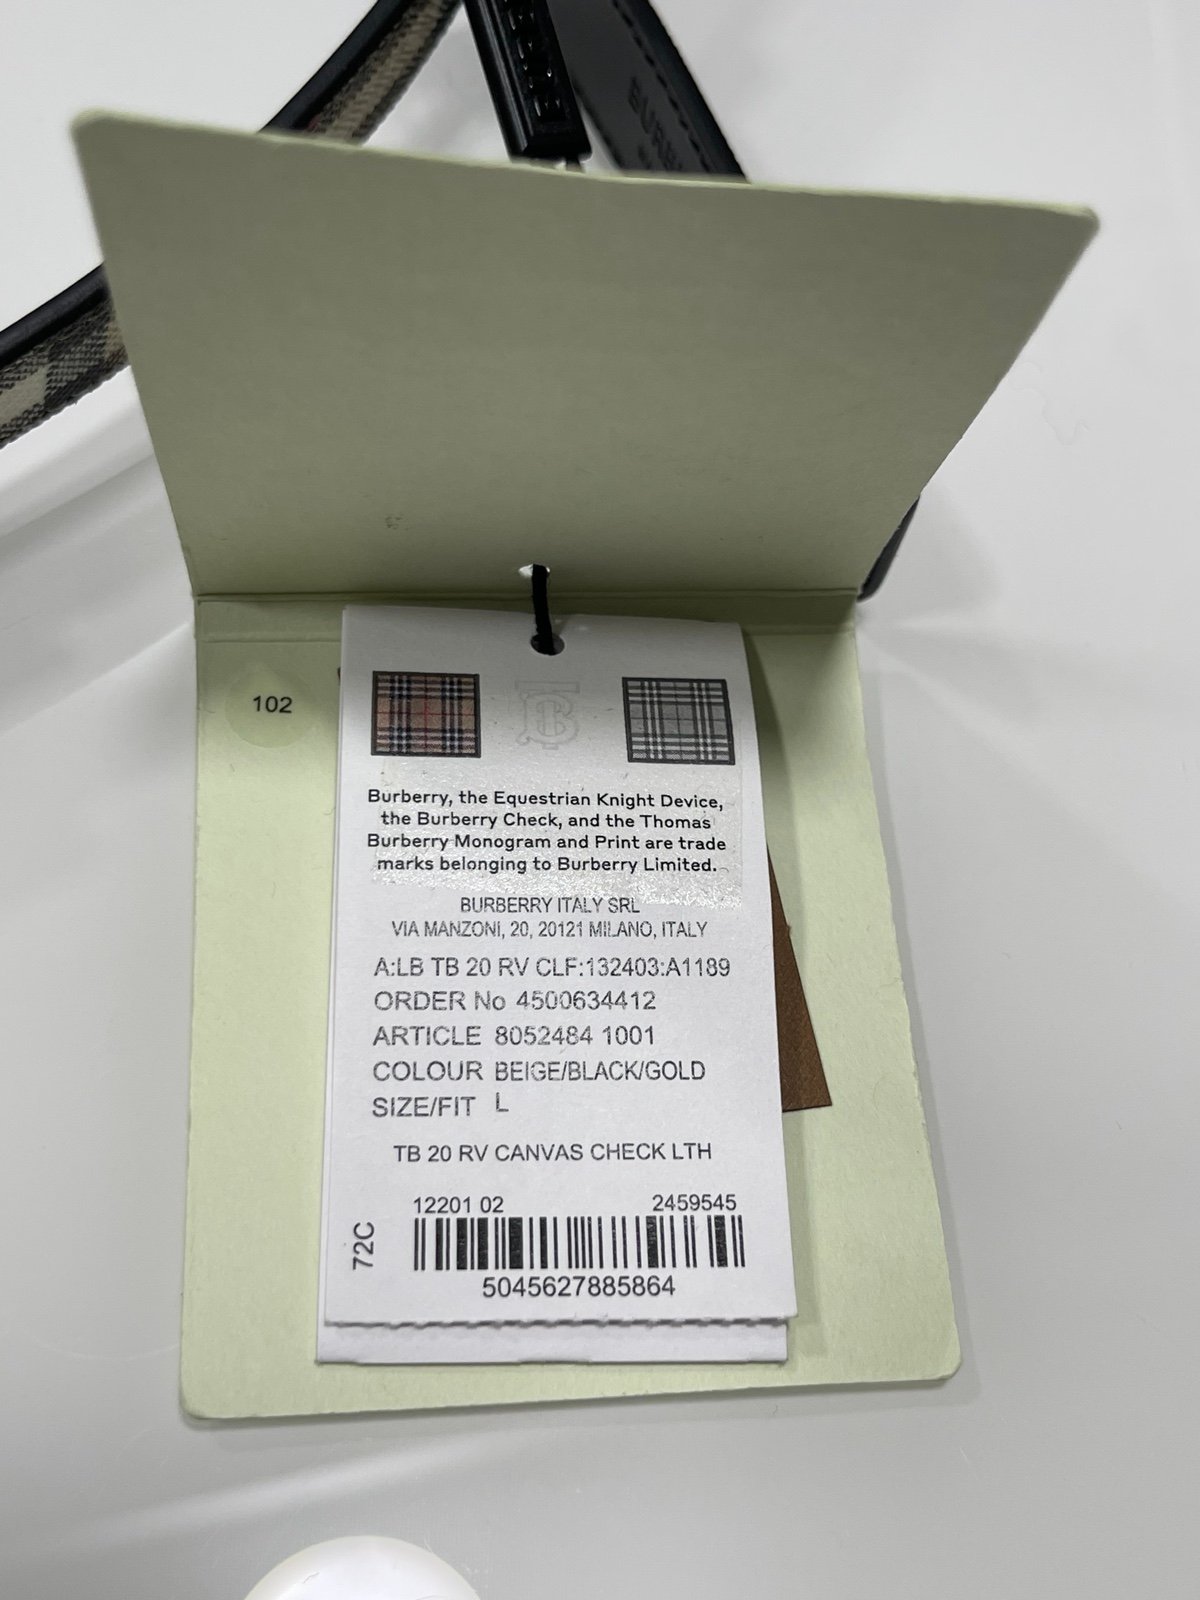 102
Burberry, the Equestrian Knight Device,
the Burberry Check, and the Thomas
Burberry Monogram and Print are trade
marks belonging to Burberry Limited.
BURBERRY ITALY SRL
VIA MANZONI, 20, 20121 MILANO, ITALY
A:LB TB 20 RV CLF:132403:A1189
ORDER No 4500634412
ARTICLE 8052484 1001
COLOUR BEIGE/BLACK/GOLD
SIZE/FIT L
TB 20 RV CANVAS CHECK LTH
12201 02 2459545
72C
5045627885864